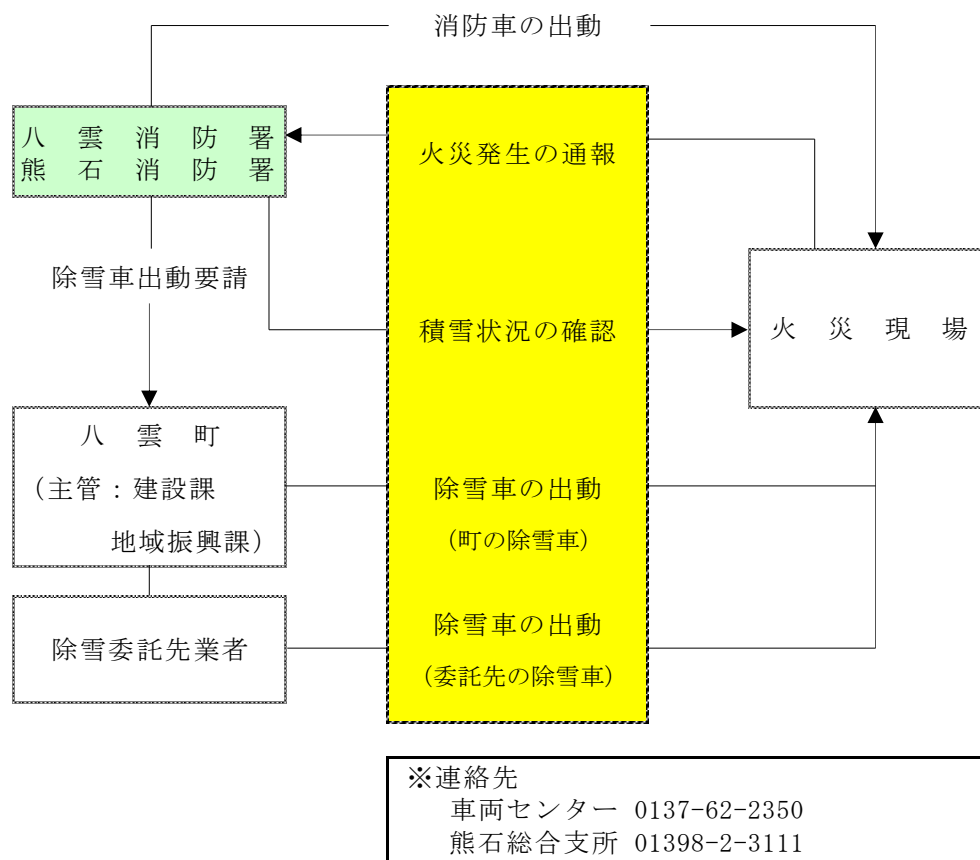 消防車の出動
八雲消防署
熊石消防署
火災発生の通報
除雪車出動要請
積雪状況の確認
火災現場
八雲町
（主管：建設課
地域振興課）
除雪車の出動
（町の除雪車）
除雪委託先業者
除雪車の出動
（委託先の除雪車）
※連絡先
車両センター 0137-62-2350
熊石総合支所 01398-2-3111